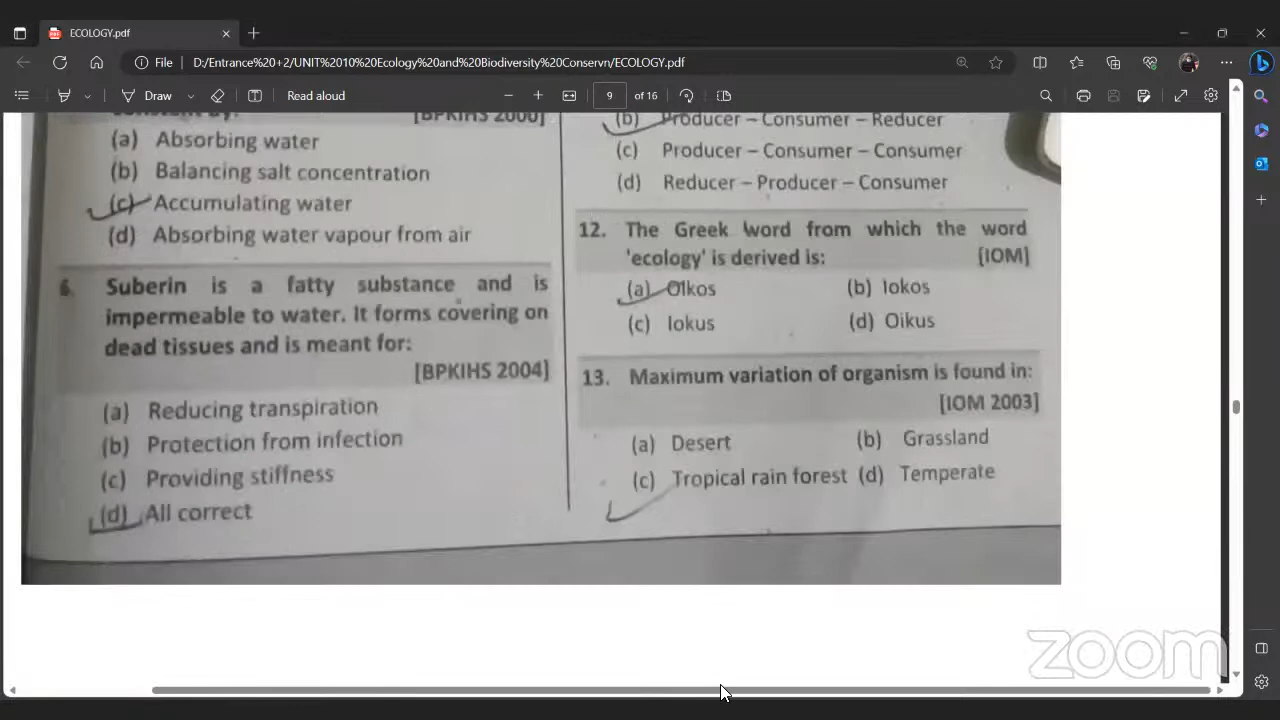 ECOLOGY.pdf
File
D:/Entrance%20+2/UNIT%2010%20Ecology%20and%20Biodiversity%20Conservn/ECOLOGY.pdf
Draw
Read aloud
9 of 16
[BPKIHS 2000]
(a) Absorbing water
(b) Balancing salt concentration
(c) Accumulating water
(d) Absorbing water vapour from air
6. Suberin is a fatty substance and is
impermeable to water. It forms covering on
dead tissues and is meant for:
[BPKIHS 2004]
(a) Reducing transpiration
(b) Protection from infection
(c) Providing stiffness
(d) All correct
(b) Producer – Consumer – Reducer
(c) Producer – Consumer – Consumer
(d) Reducer – Producer – Consumer
12. The Greek word from which the word
'ecology' is derived is: [IOM]
(a) Oikos (b) Iokos
(c) Iokus (d) Oikus
13. Maximum variation of organism is found in:
[IOM 2003]
(a) Desert (b) Grassland
(c) Tropical rain forest (d) Temperate
zoom